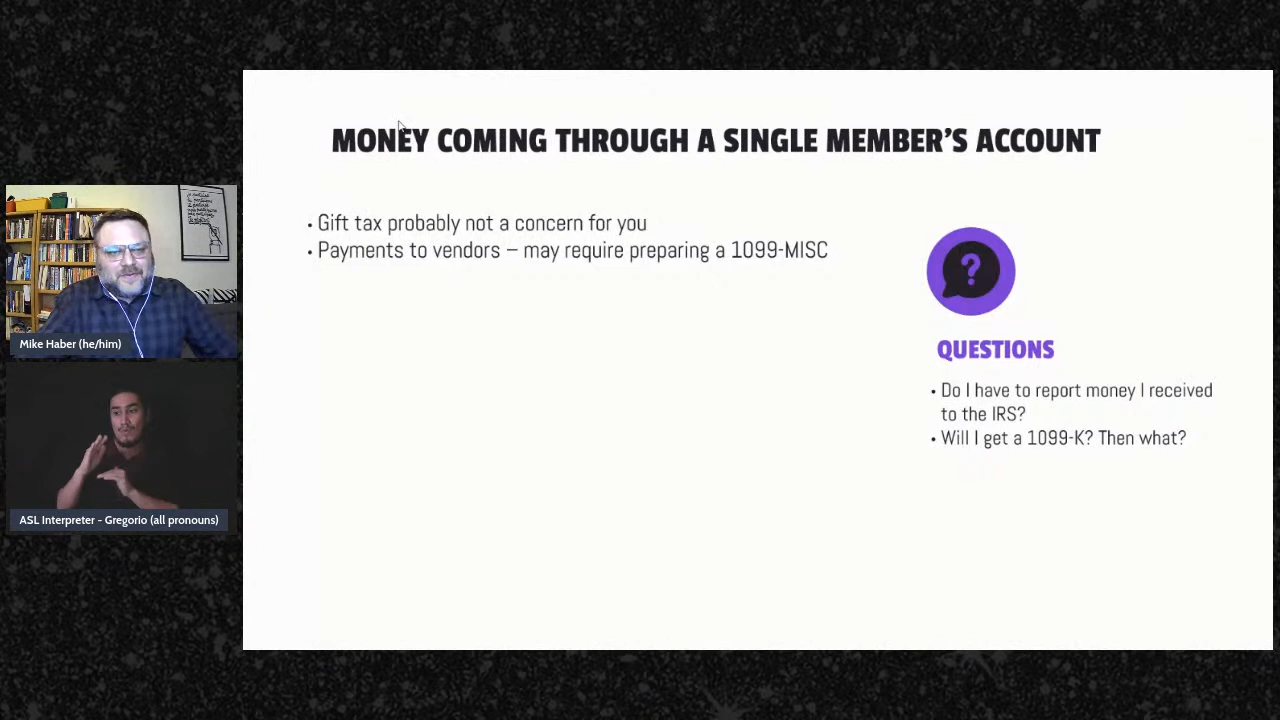 MONEY COMING THROUGH A SINGLE MEMBER’S ACCOUNT
• Gift tax probably not a concern for you
• Payments to vendors – may require preparing a 1099-MISC
?
QUESTIONS
• Do I have to report money I received
to the IRS?
• Will I get a 1099-K? Then what?
Mike Haber (he/him)
ASL Interpreter - Gregorio (all pronouns)